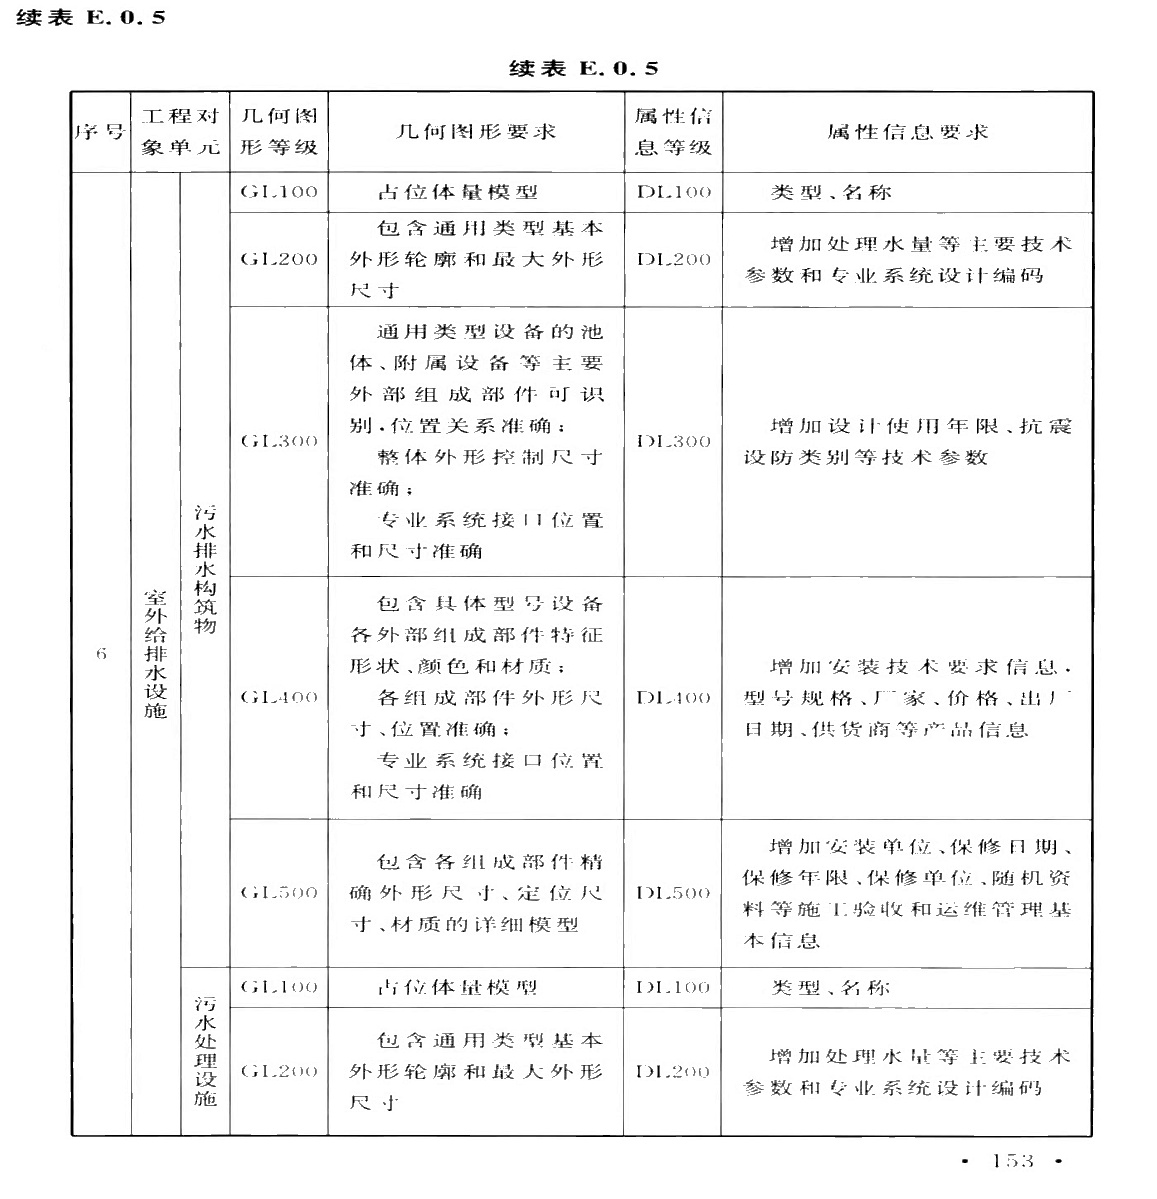 续表 E.0.5
续表 E.0.5
序号
工程对
象单元
几何图
形等级
几何图形要求
属性信
息等级
属性信息要求
6
室外给排水设施
污水排水构筑物
GL100
占位体量模型
DL100
类型、名称
GL200
包含通用类型基本
外形轮廓和最大外形
尺寸
DL200
增加处理水量等主要技术
参数和专业系统设计编码
GL300
通用类型设备的池
体、附属设备等主要
外部组成部件可识
别,位置关系准确;
整体外形控制尺寸
准确;
专业系统接口位置
和尺寸准确
DL300
增加设计使用年限、抗震
设防类别等技术参数
GL400
包含具体型号设备
各外部组成部件特征
形状、颜色和材质;
各组成部件外形尺
寸、位置准确;
专业系统接口位置
和尺寸准确
DL400
增加安装技术要求信息,
型号规格、厂家、价格、出厂
日期、供货商等产品信息
GL500
包含各组成部件精
确外形尺寸、定位尺
寸、材质的详细模型
DL500
增加安装单位、保修日期、
保修年限、保修单位、随机资
料等施工验收和运维管理基
本信息
污水处理设施
GL100
占位体量模型
DL100
类型、名称
GL200
包含通用类型基本
外形轮廓和最大外形
尺寸
DL200
增加处理水量等主要技术
参数和专业系统设计编码
· 153 ·